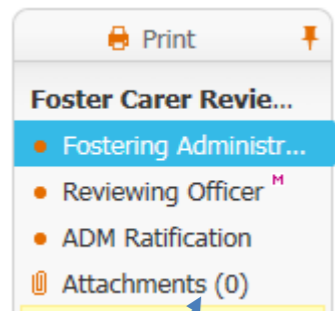 Print
Foster Carer Revie...
Fostering Administr...
Reviewing Officer M
ADM Ratification
Attachments (0)